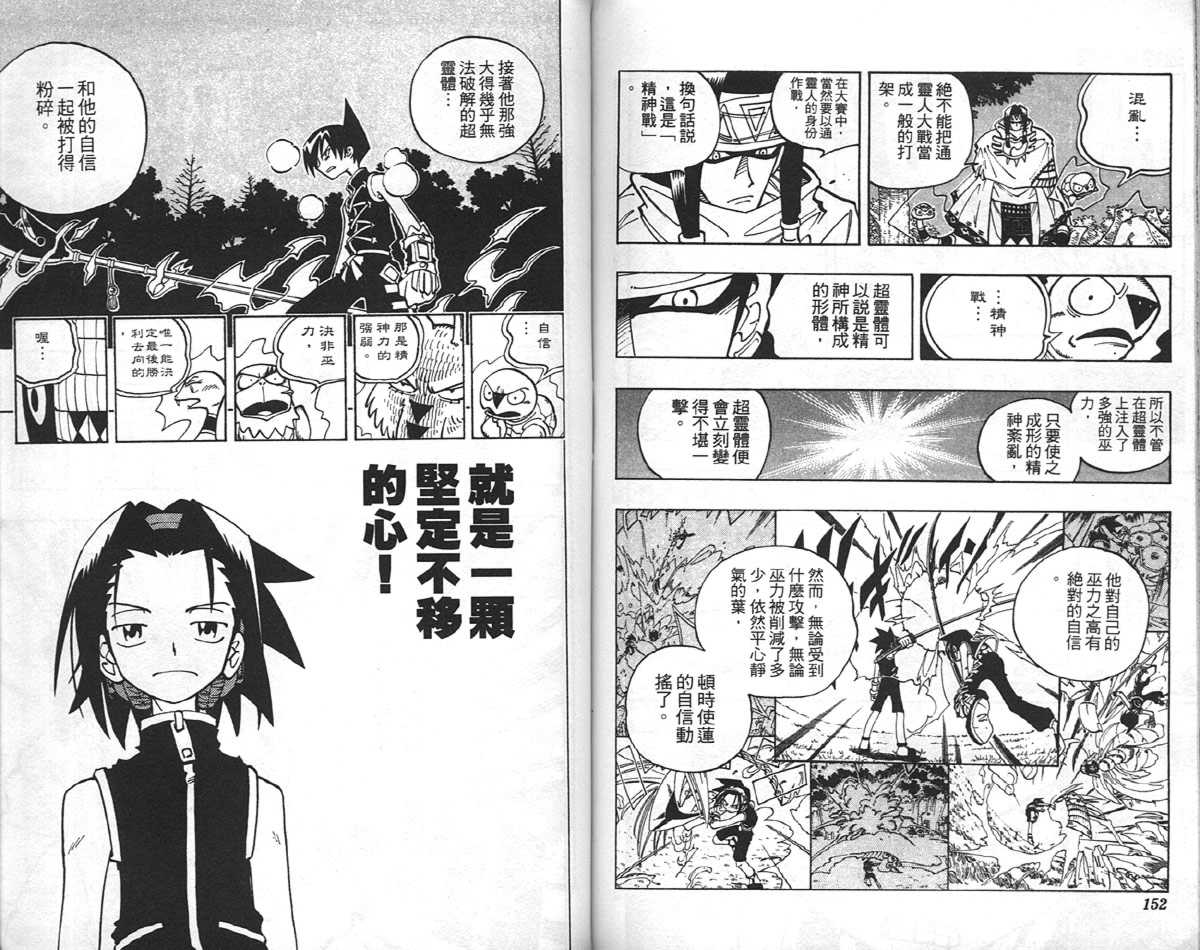 混亂…
絕不能把通
靈人大戰當
成一般的打
架。
在大賽中，
當然要以通
靈人的身份
作戰，
換句話說
，這是「
精神戰」
。
…精神
戰…
超靈體可
以說是精
神所構成
的形體，
所以不管
在超靈體
上注入了
多強的巫
力，
只要使之
成形的精
神紊亂，
超靈體便
會立刻變
得不堪一
擊。
他對自己的
巫力之高有
絕對的自信
。
然而，無論受到
什麼攻擊，無論
巫力被削減了多
少，依然平心靜
氣的葉，
頓時使蓮
的自信動
搖了。
152
接著他那強
大得幾乎無
法破解的超
靈體…
和他的自信
一起被打得
粉碎。
自信
…
那是精
神力的
強弱。
決非巫
力，
唯一能決
定最後勝
利去向的
，
喔…
就是一顆
堅定不移
的心！